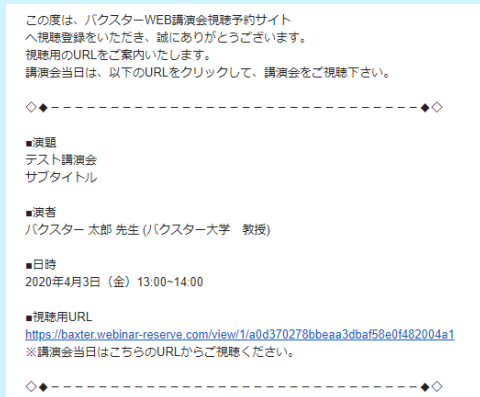 この度は、バクスターWEB講演会視聴予約サイト
へ視聴登録をいただき、誠にありがとうございます。
視聴用のURLをご案内いたします。
講演会当日は、以下のURLをクリックして、講演会をご視聴下さい。
◇◆－－－－－－－－－－－－－－－－－－－－－－－－－－－－－－－◆◇
■演題
テスト講演会
サブタイトル
■演者
バクスター 太郎 先生 (バクスター大学　教授)
■日時
2020年4月3日（金）13:00~14:00
■視聴用URL
https://baxter.webinar-reserve.com/view/1/a0d370278bbeaa3dbaf58e0f482004a1
※講演会当日はこちらのURLからご視聴ください。
◇◆－－－－－－－－－－－－－－－－－－－－－－－－－－－－－－－◆◇